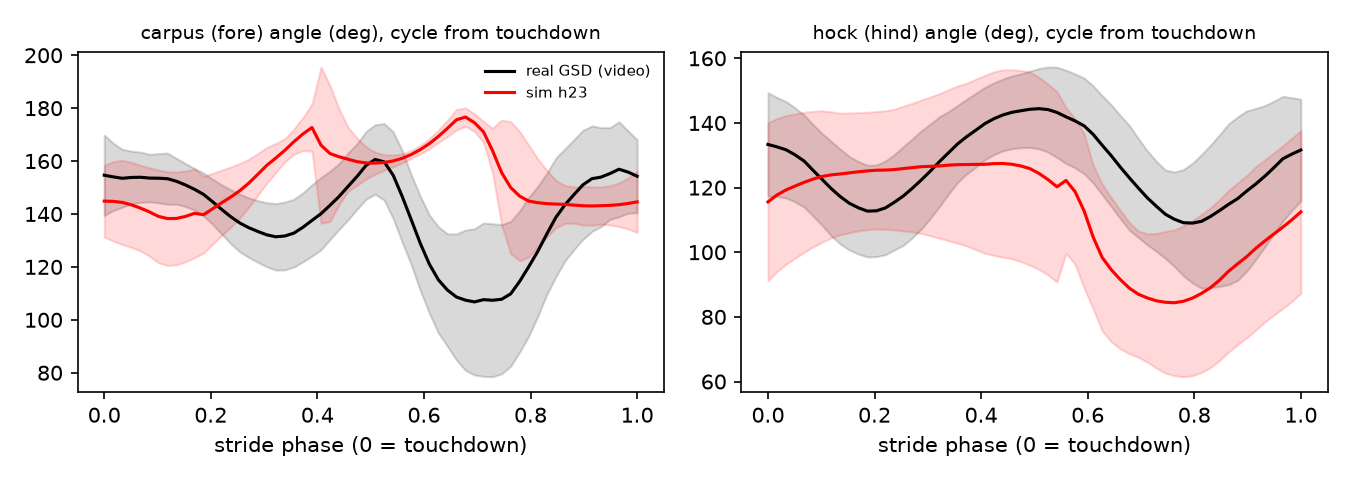 carpus (fore) angle (deg), cycle from touchdown
200
180
160
140
120
100
80
0.0 0.2 0.4 0.6 0.8 1.0
stride phase (0 = touchdown)
real GSD (video)
sim h23
hock (hind) angle (deg), cycle from touchdown
160
140
120
100
80
60
0.0 0.2 0.4 0.6 0.8 1.0
stride phase (0 = touchdown)